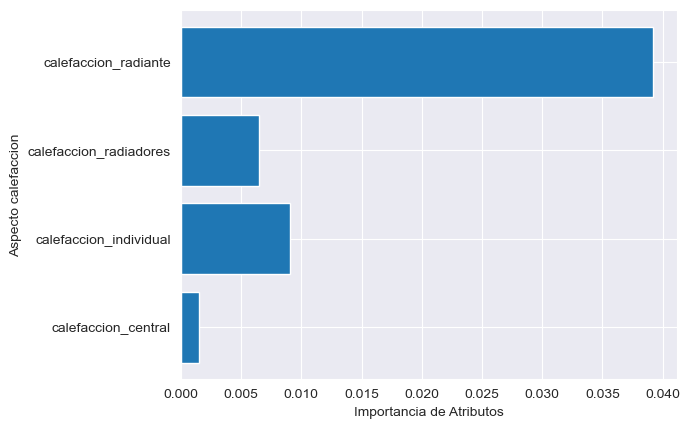 calefaccion_radiante
calefaccion_radiadores
calefaccion_individual
calefaccion_central
Aspecto calefaccion
0.000 0.005 0.010 0.015 0.020 0.025 0.030 0.035 0.040
Importancia de Atributos